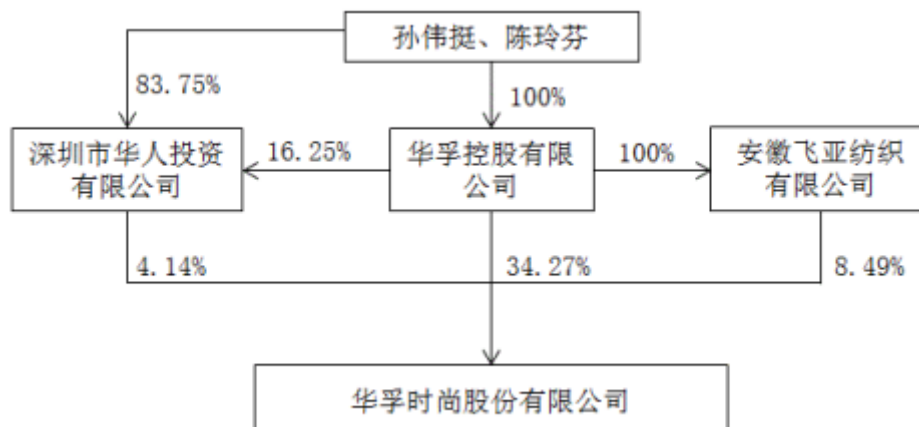 孙伟挺、陈玲芬
83.75%
100%
深圳市华人投资
有限公司
16.25%
华孚控股有限
公司
100%
安徽飞亚纺织
有限公司
4.14%
34.27%
8.49%
华孚时尚股份有限公司